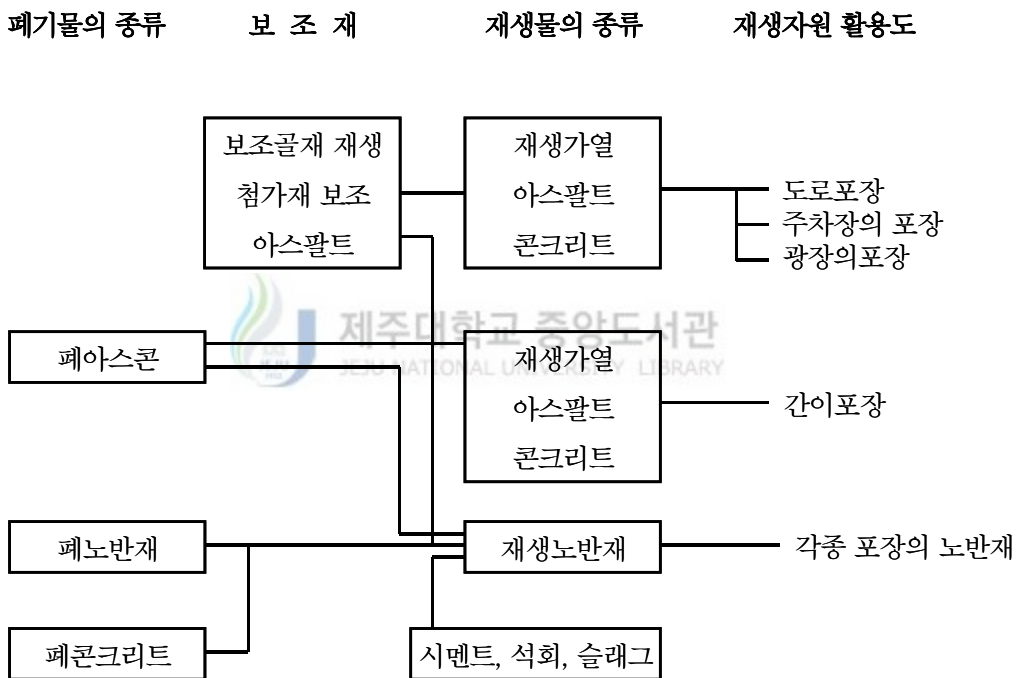 폐기물의 종류 보 조 재 재생물의 종류 재생자원 활용도
보조골재 재생
첨가재 보조
아스팔트
재생가열
아스팔트
콘크리트
도로포장
주차장의 포장
광장의포장
제주대학교 중앙도서관
JEJU NATIONAL UNIVERSITY LIBRARY
폐아스콘
재생가열
아스팔트
콘크리트
간이포장
폐노반재
재생노반재
각종 포장의 노반재
폐콘크리트
시멘트, 석회, 슬래그